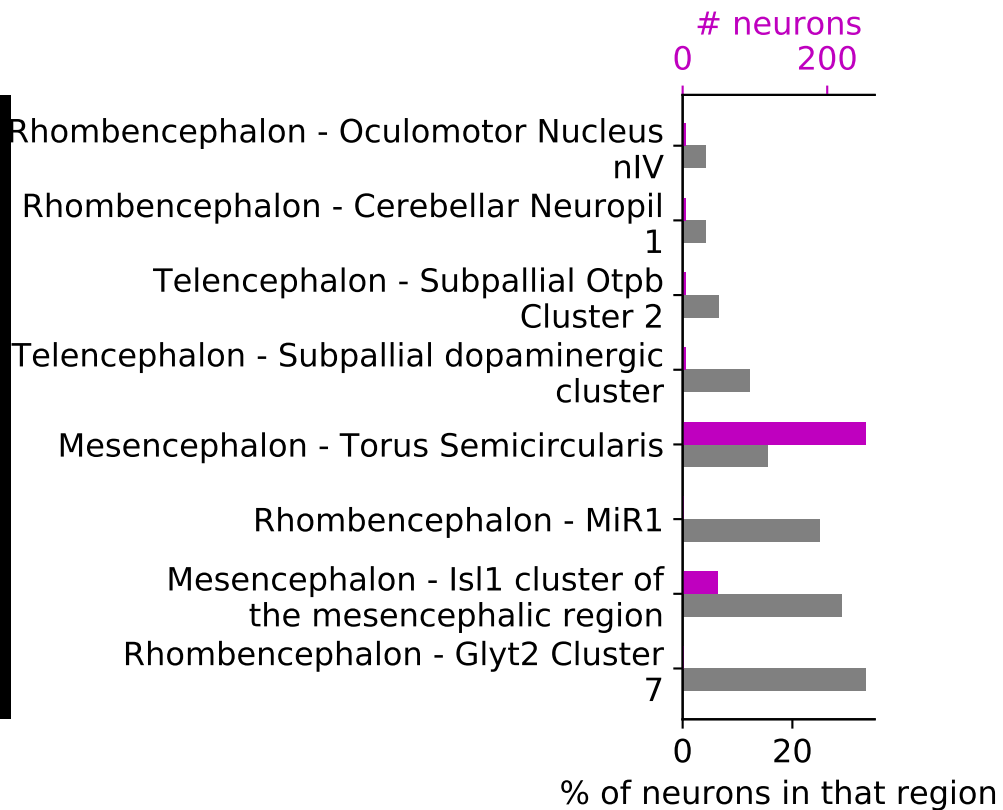 # neurons
0 200
Rhombencephalon - Oculomotor Nucleus
nIV
Rhombencephalon - Cerebellar Neuropil
1
Telencephalon - Subpallial Otpb
Cluster 2
Telencephalon - Subpallial dopaminergic
cluster
Mesencephalon - Torus Semicircularis
Rhombencephalon - MiR1
Mesencephalon - Isl1 cluster of
the mesencephalic region
Rhombencephalon - Glyt2 Cluster
7
0 20
% of neurons in that region